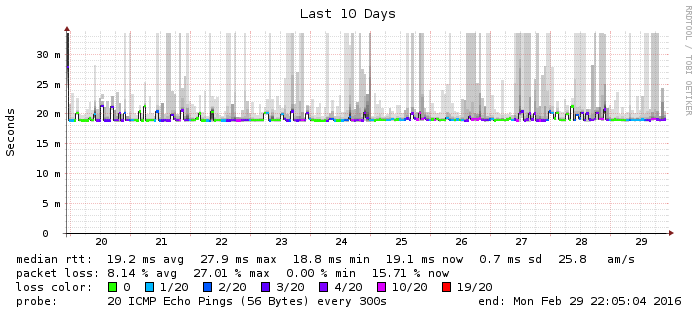 Last 10 Days
RRDTOOL / TOBI OETIKER
Seconds
30 m
25 m
20 m
15 m
10 m
5 m
0
20 21 22 23 24 25 26 27 28 29
median rtt: 19.2 ms avg 27.9 ms max 18.8 ms min 19.1 ms now 0.7 ms sd 25.8 am/s
packet loss: 8.14 % avg 27.01 % max 0.00 % min 15.71 % now
loss color: 0 1/20 2/20 3/20 4/20 10/20 19/20
probe: 20 ICMP Echo Pings (56 Bytes) every 300s end: Mon Feb 29 22:05:04 2016